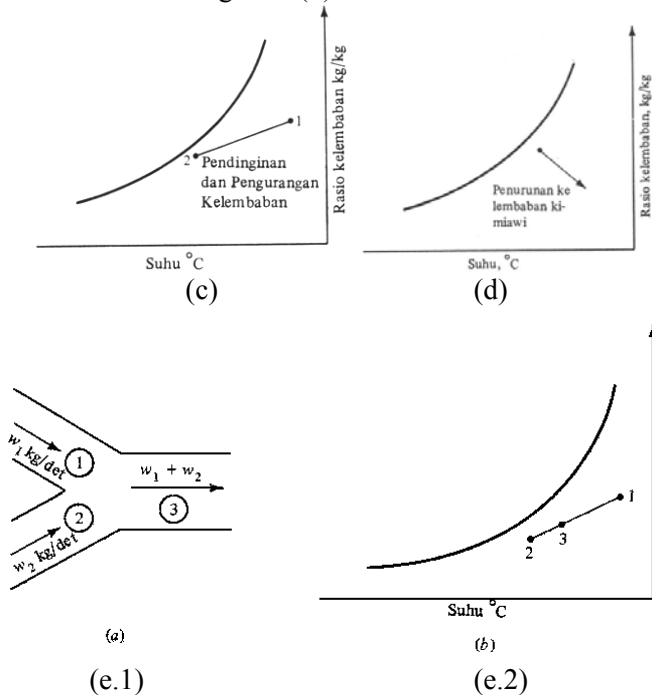 Rasio kelembaban kg/kg
1
2
Pendinginan
dan Pengurangan
Kelembaban
Suhu °C
(c)
Rasio kelembaban, kg/kg
Penurunan ke
lembaban ki-
miawi
Suhu, °C
(d)
w₁ kg/det
1
w₁ + w₂
2
3
w₂ kg/det
(a)
(e.1)
1
3
2
Suhu °C
(b)
(e.2)